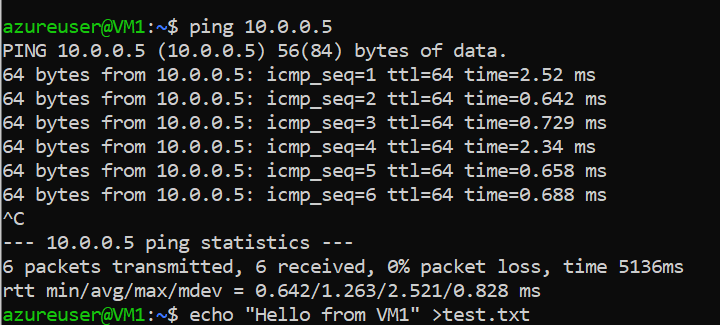 azureuser@VM1:~$ ping 10.0.0.5
PING 10.0.0.5 (10.0.0.5) 56(84) bytes of data.
64 bytes from 10.0.0.5: icmp_seq=1 ttl=64 time=2.52 ms
64 bytes from 10.0.0.5: icmp_seq=2 ttl=64 time=0.642 ms
64 bytes from 10.0.0.5: icmp_seq=3 ttl=64 time=0.729 ms
64 bytes from 10.0.0.5: icmp_seq=4 ttl=64 time=2.34 ms
64 bytes from 10.0.0.5: icmp_seq=5 ttl=64 time=0.658 ms
64 bytes from 10.0.0.5: icmp_seq=6 ttl=64 time=0.688 ms
^C
--- 10.0.0.5 ping statistics ---
6 packets transmitted, 6 received, 0% packet loss, time 5136ms
rtt min/avg/max/mdev = 0.642/1.263/2.521/0.828 ms
azureuser@VM1:~$ echo "Hello from VM1" >test.txt